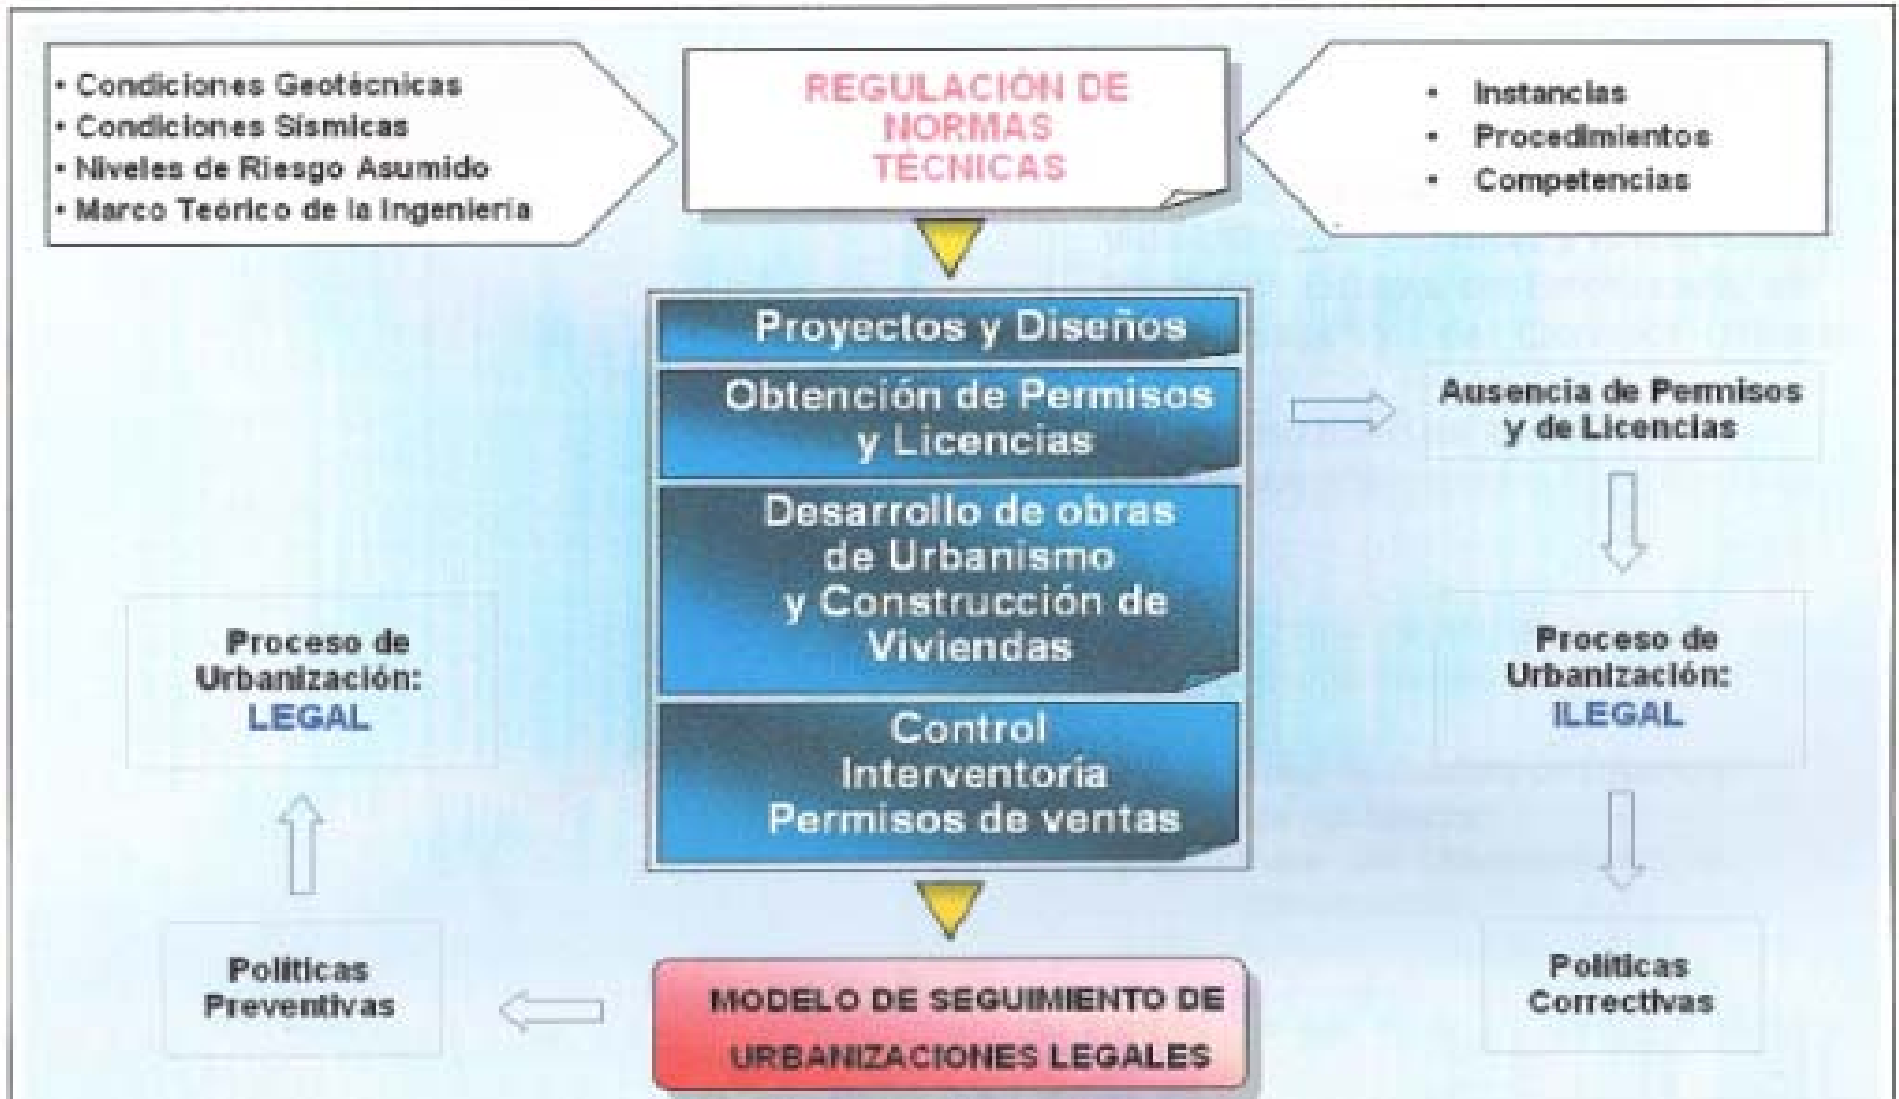 • Condiciones Geotécnicas
• Condiciones Sísmicas
• Niveles de Riesgo Asumido
• Marco Teórico de la Ingeniería
REGULACIÓN DE
NORMAS
TÉCNICAS
• Instancias
• Procedimientos
• Competencias
Proyectos y Diseños
Obtención de Permisos
y Licencias
Ausencia de Permisos
y de Licencias
Desarrollo de obras
de Urbanismo
y Construcción de
Viviendas
Proceso de
Urbanización:
LEGAL
Proceso de
Urbanización:
ILEGAL
Control
Interventoría
Permisos de ventas
Políticas
Preventivas
MODELO DE SEGUIMIENTO DE
URBANIZACIONES LEGALES
Políticas
Correctivas